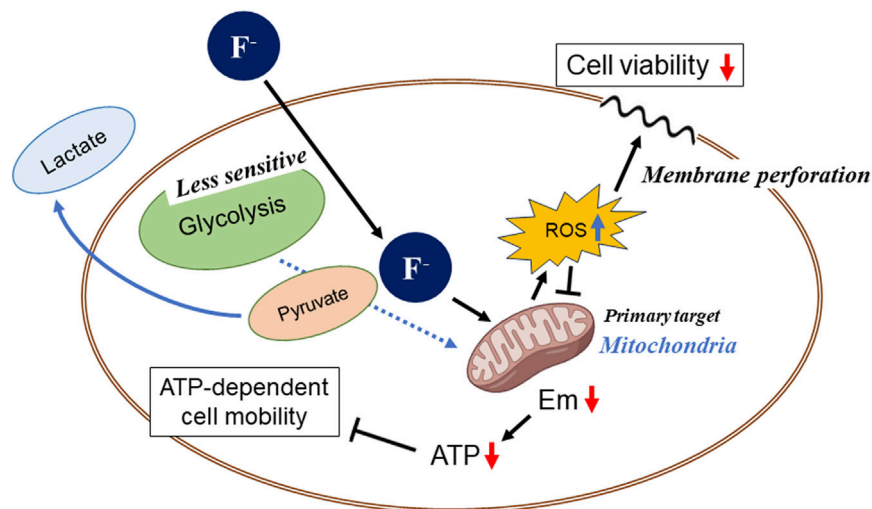 F⁻
Cell viability
Lactate
Less sensitive
Glycolysis
Membrane perforation
ROS
F⁻
Pyruvate
Primary target
Mitochondria
ATP-dependent
cell mobility
Em
ATP